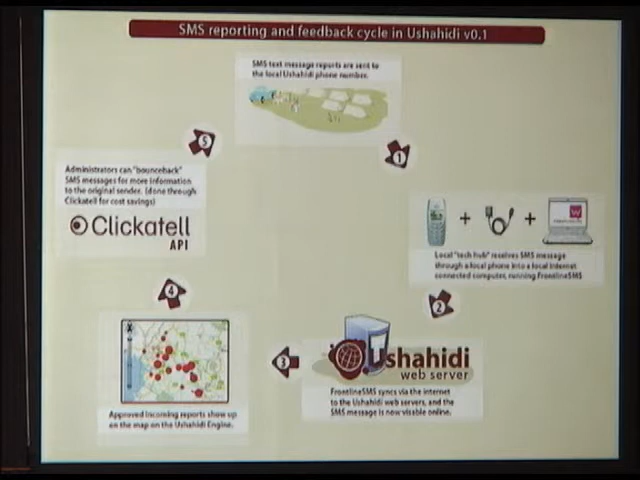 SMS reporting and feedback cycle in Ushahidi v0.1
SMS text message reports are sent to
the local Ushahidi phone number.
1
Local "tech hub" receives SMS message
through a local phone into a local internet
connected computer, running FrontlineSMS
2
Ushahidi
web server
FrontlineSMS syncs via the internet
to the Ushahidi web servers, and the
SMS message is now visable online.
3
Approved incoming reports show up
on the map on the Ushahidi Engine.
4
Administrators can "bounceback"
SMS messages for more information
to the original sender. (done through
Clickatell for cost savings)
Clickatell
API
5